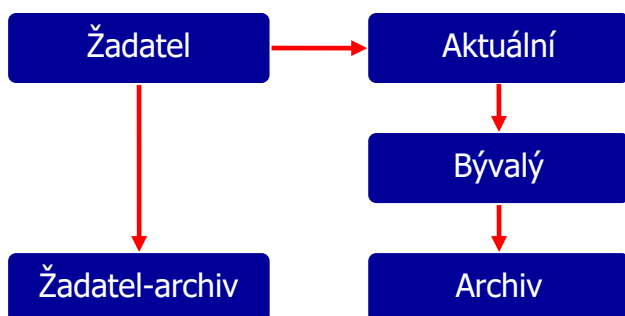 Žadatel
Aktuální
Bývalý
Žadatel-archiv
Archiv